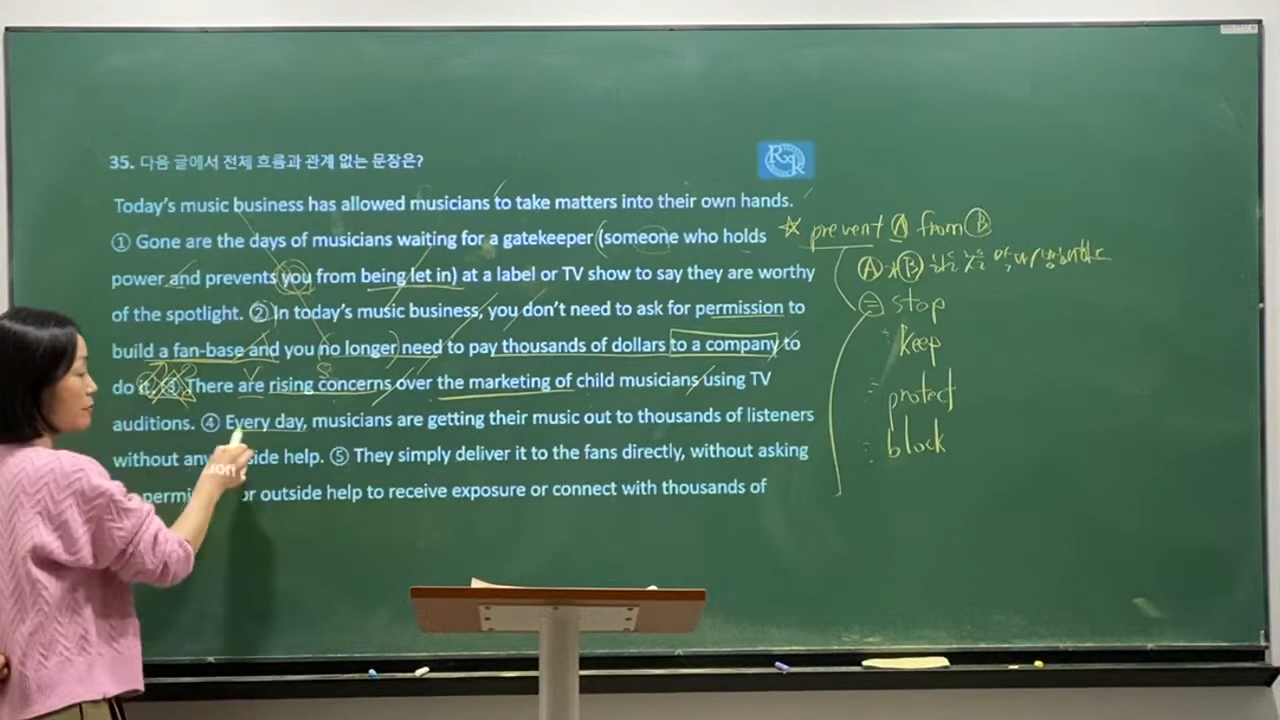 35. 다음 글에서 전체 흐름과 관계 없는 문장은?
Today's music business has allowed musicians to take matters into their own hands.
① Gone are the days of musicians waiting for a gatekeeper (someone who holds
power and prevents you from being let in) at a label or TV show to say they are worthy
of the spotlight. ② In today's music business, you don't need to ask for permission to
build a fan-base and you no longer need to pay thousands of dollars to a company to
do it. ③ There are rising concerns over the marketing of child musicians using TV
auditions. ④ Every day, musicians are getting their music out to thousands of listeners
without any side help. ⑤ They simply deliver it to the fans directly, without asking
permi or outside help to receive exposure or connect with thousands of
V S
☆ prevent Ⓐ from Ⓑ
Ⓐ가 Ⓑ
= stop
keep
protect
block